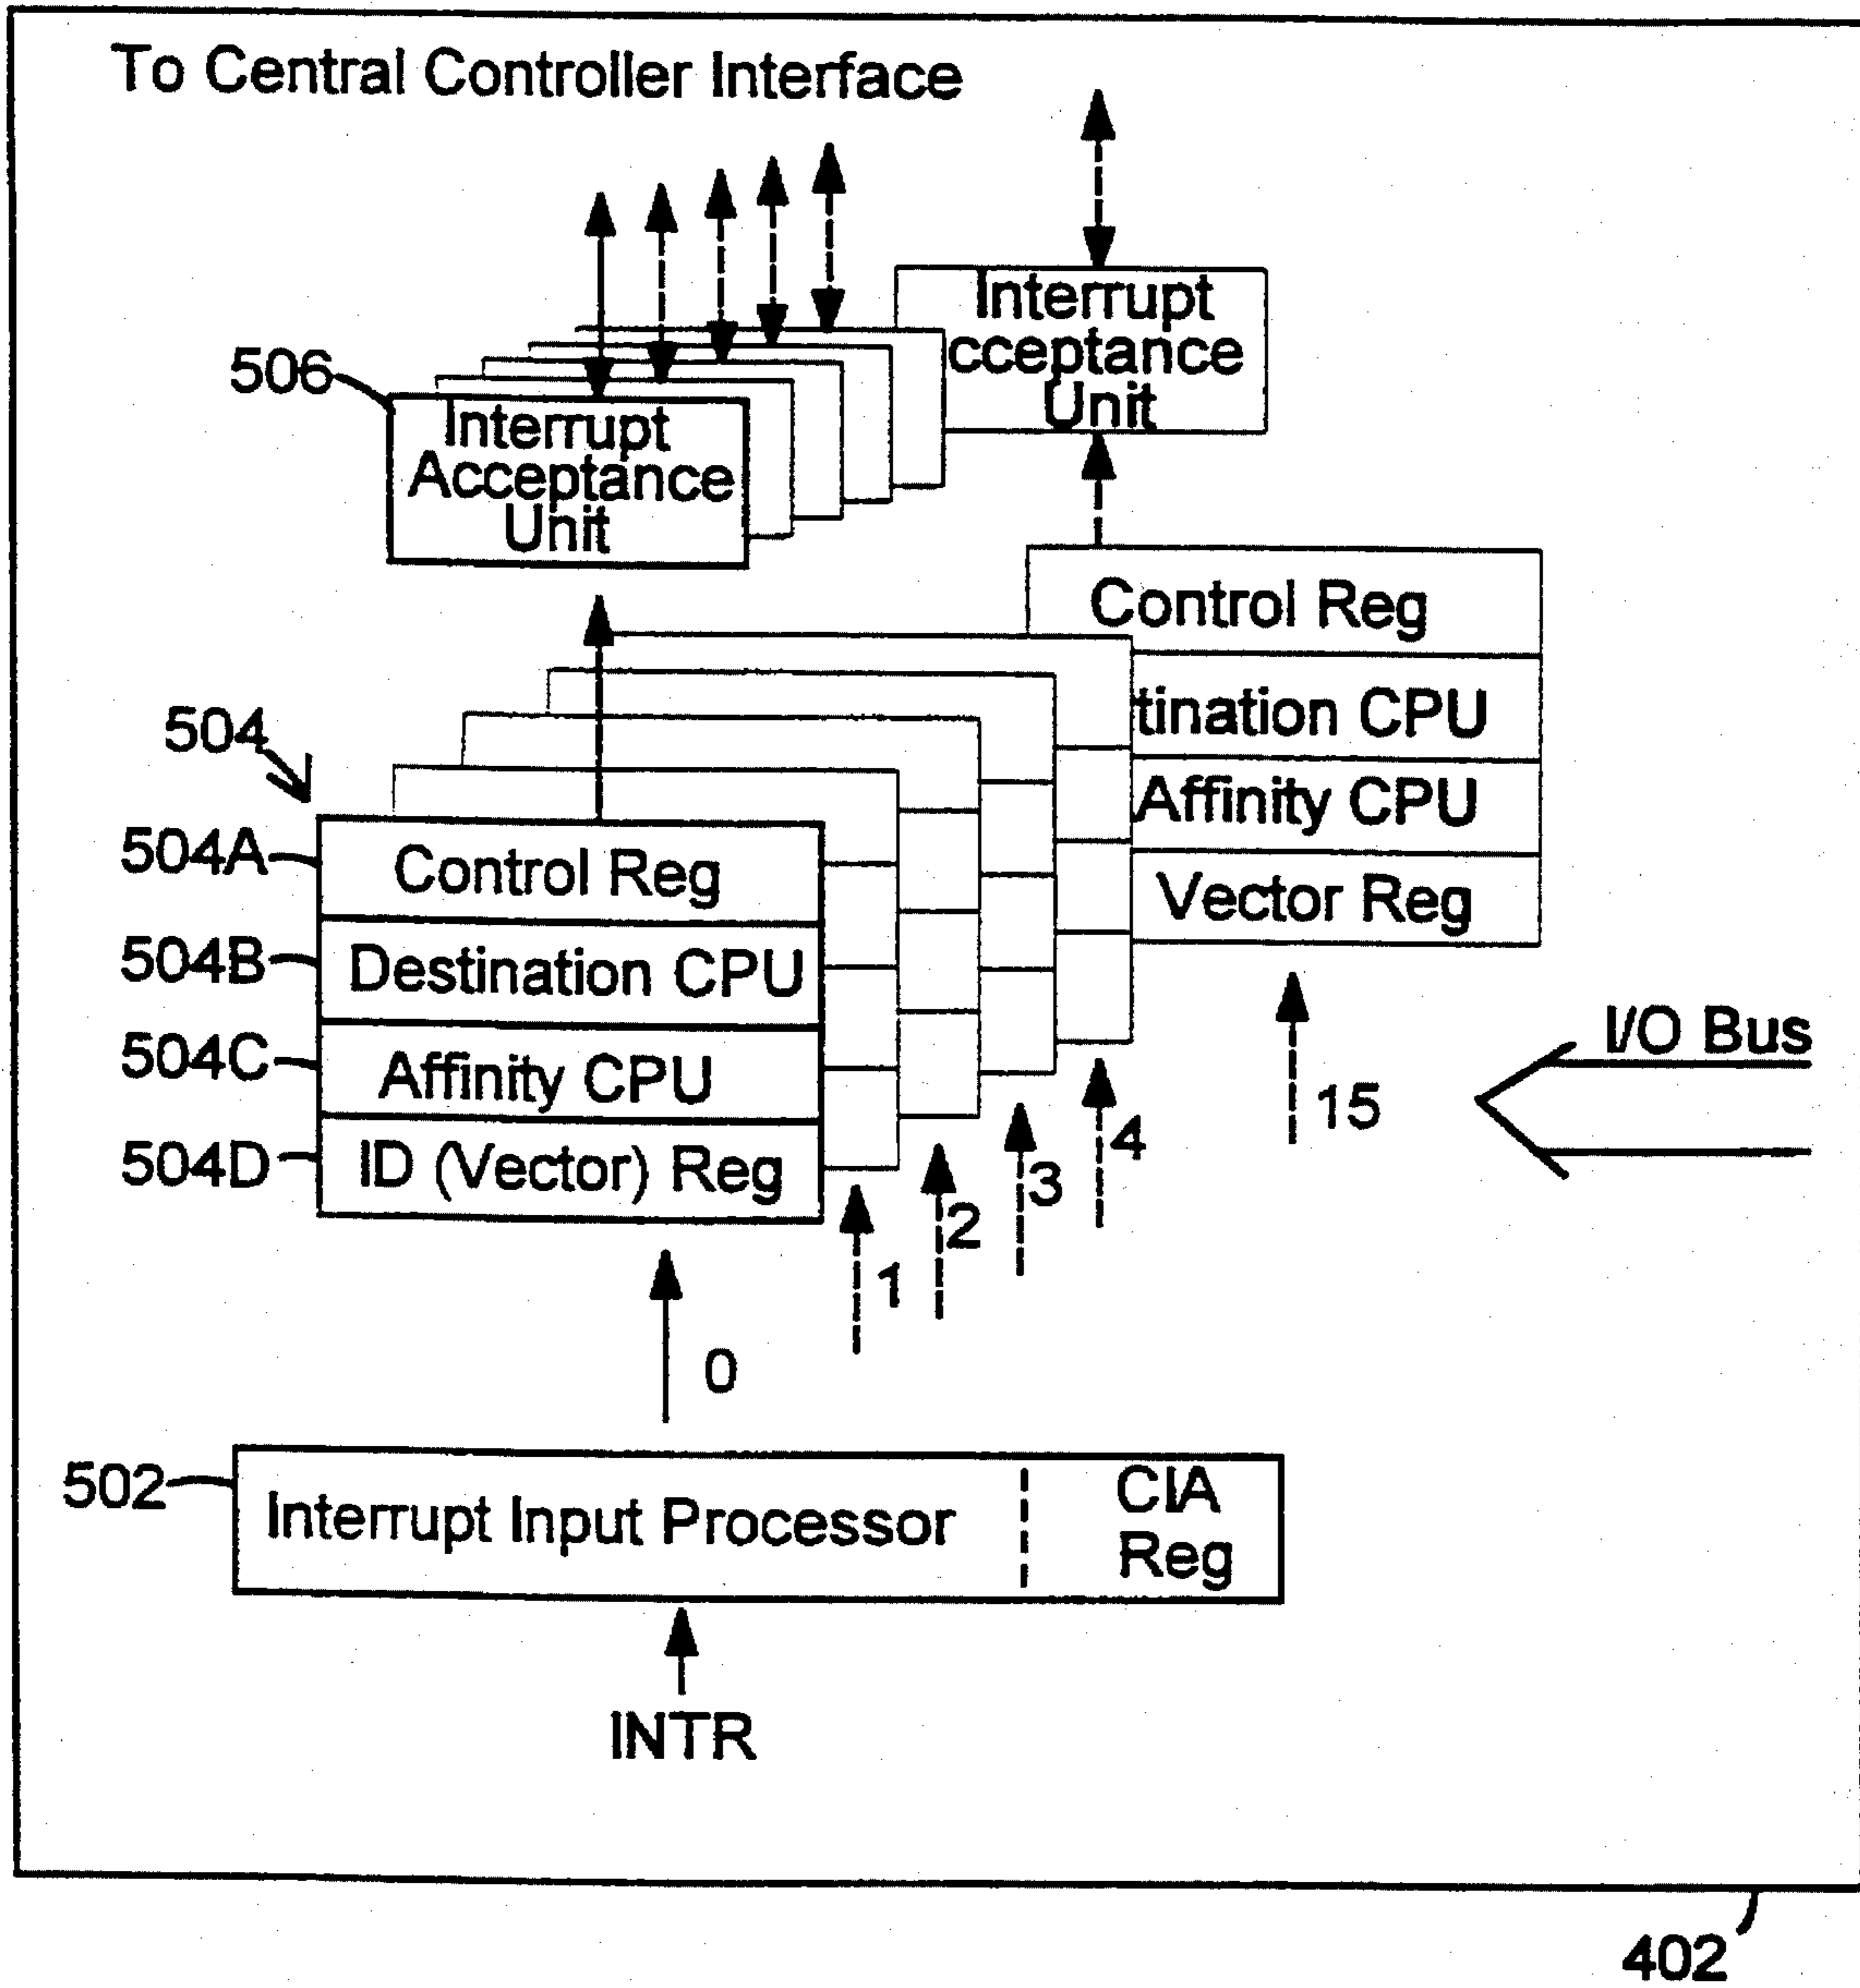 To Central Controller Interface
Interrupt
cceptance
Unit
506
Interrupt
Acceptance
Unit
Control Reg
tination CPU
Affinity CPU
Vector Reg
504
504A
Control Reg
504B
Destination CPU
504C
Affinity CPU
504D
ID (Vector) Reg
I/O Bus
15
4
3
2
1
0
502
Interrupt Input Processor
CIA
Reg
INTR
402